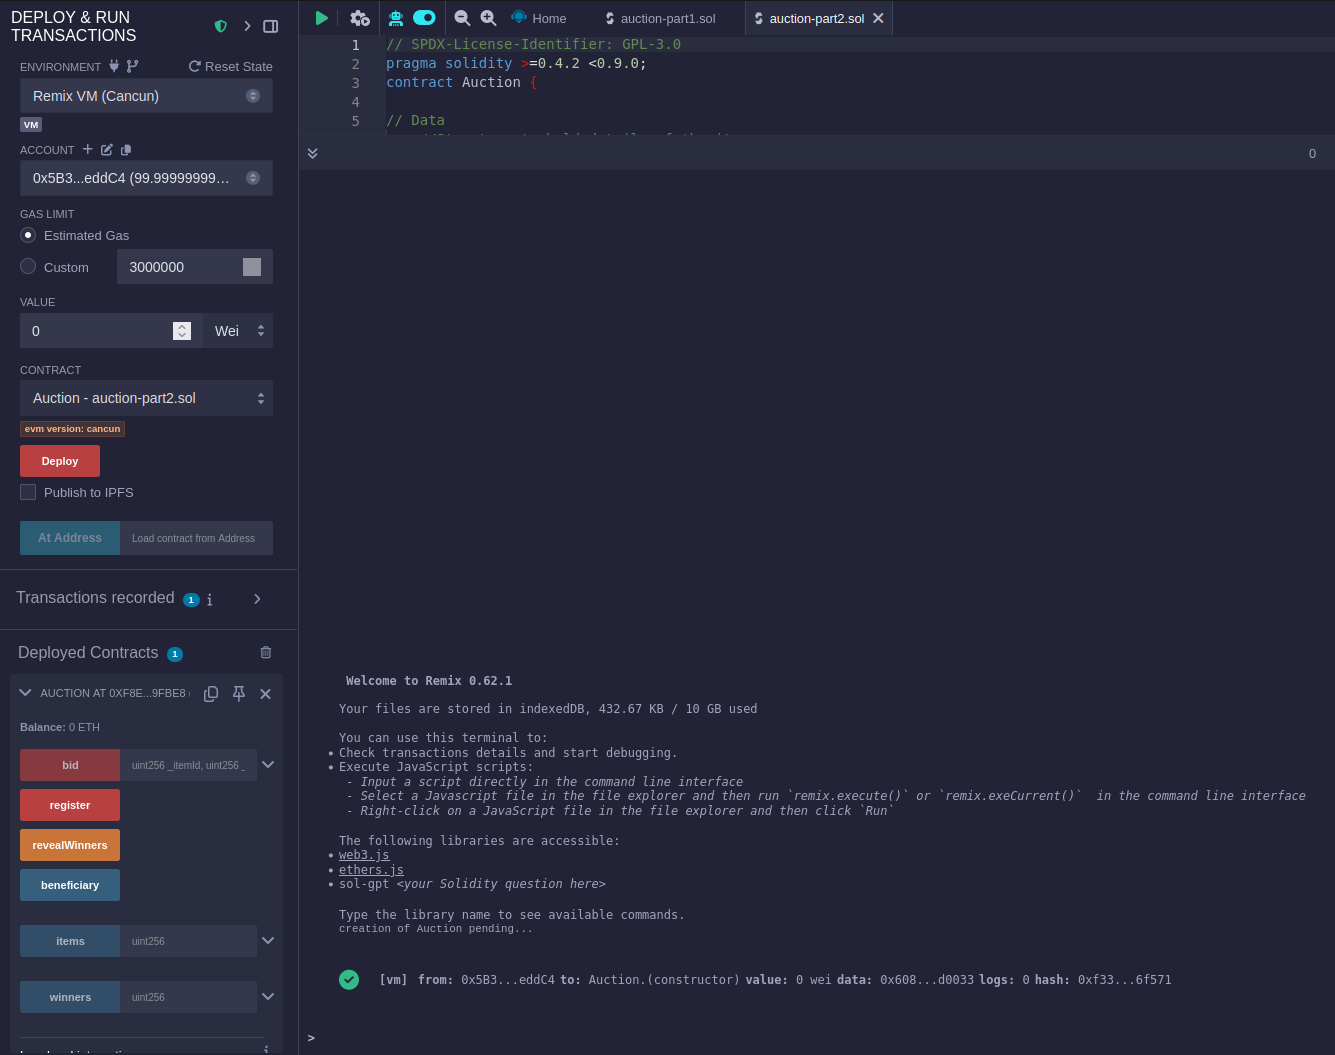 DEPLOY & RUN
TRANSACTIONS
ENVIRONMENT
Reset State
Remix VM (Cancun)
VM
ACCOUNT
0x5B3...eddC4 (99.99999999...
GAS LIMIT
Estimated Gas
Custom
3000000
VALUE
0
Wei
CONTRACT
Auction - auction-part2.sol
evm version: cancun
Deploy
Publish to IPFS
At Address
Load contract from Address
Transactions recorded 1 i
Deployed Contracts 1
AUCTION AT 0XF8E...9FBE8 (
Balance: 0 ETH
bid
uint256 _itemId, uint256 _
register
revealWinners
beneficiary
items
uint256
winners
uint256
Home
auction-part1.sol
auction-part2.sol
1 // SPDX-License-Identifier: GPL-3.0
2 pragma solidity >=0.4.2 <0.9.0;
3 contract Auction {
4
5 // Data
0
Welcome to Remix 0.62.1
Your files are stored in indexedDB, 432.67 KB / 10 GB used
You can use this terminal to:
• Check transactions details and start debugging.
• Execute JavaScript scripts:
- Input a script directly in the command line interface
- Select a Javascript file in the file explorer and then run `remix.execute()` or `remix.exeCurrent()` in the command line interface
- Right-click on a JavaScript file in the file explorer and then click `Run`
The following libraries are accessible:
• web3.js
• ethers.js
• sol-gpt <your Solidity question here>
Type the library name to see available commands.
creation of Auction pending...
[vm] from: 0x5B3...eddC4 to: Auction.(constructor) value: 0 wei data: 0x608...d0033 logs: 0 hash: 0xf33...6f571
>